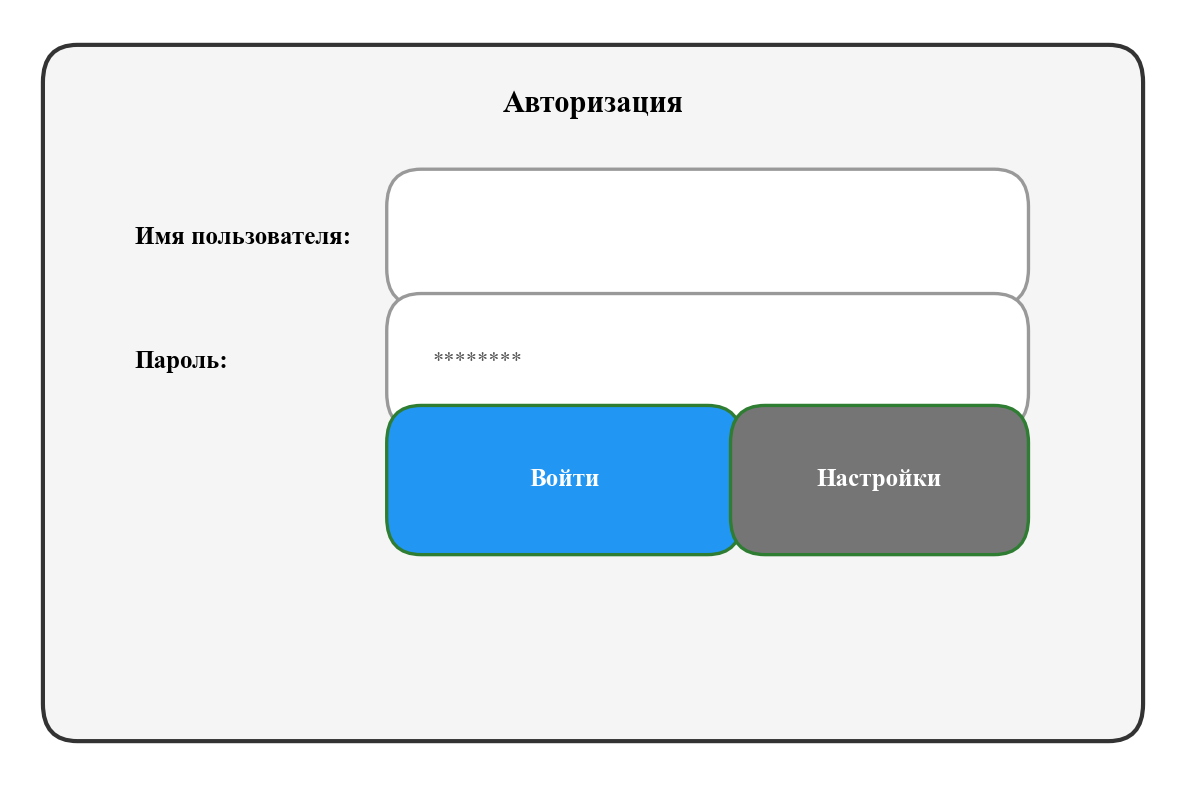 Авторизация
Имя пользователя:
Пароль: ********
Войти Настройки